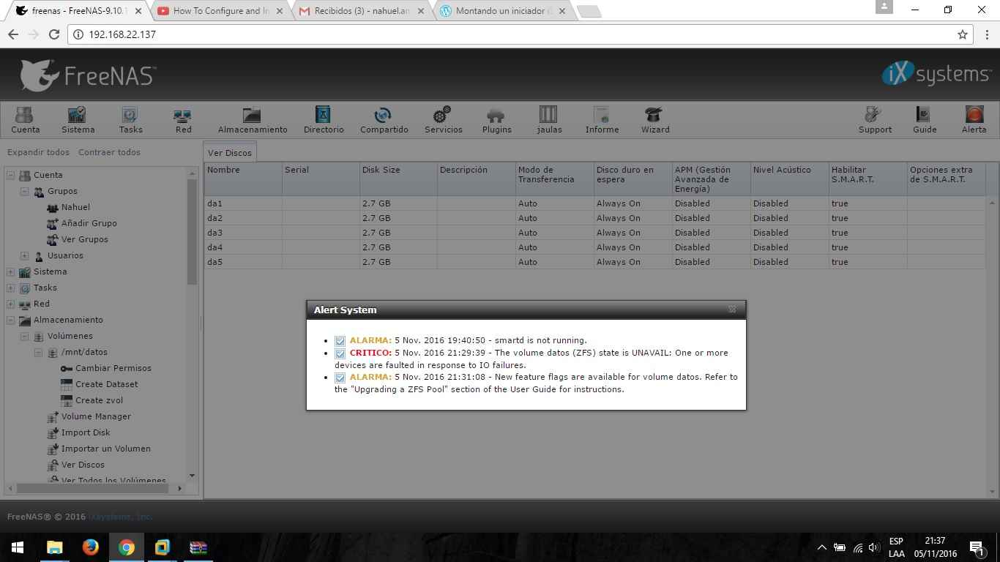 freenas - FreeNAS-9.10.1
How To Configure and In
Recibidos (3) - nahuel.an
Montando un iniciador (
192.168.22.137
FreeNAS™
iXsystems™
Cuenta
Sistema
Tasks
Red
Almacenamiento
Directorio
Compartido
Servicios
Plugins
jaulas
Informe
Wizard
Support
Guide
Alerta
Expandir todos Contraer todos
Cuenta
Grupos
Nahuel
Añadir Grupo
Ver Grupos
Usuarios
Sistema
Tasks
Red
Almacenamiento
Volúmenes
/mnt/datos
Cambiar Permisos
Create Dataset
Create zvol
Volume Manager
Import Disk
Importar un Volumen
Ver Discos
Ver Todos los Volúmenes
Ver Discos
Nombre
Serial
Disk Size
Descripción
Modo de
Transferencia
Disco duro en
espera
APM (Gestión
Avanzada de
Energía)
Nivel Acústico
Habilitar
S.M.A.R.T.
Opciones extra
de S.M.A.R.T.
da1 2.7 GB Auto Always On Disabled Disabled true
da2 2.7 GB Auto Always On Disabled Disabled true
da3 2.7 GB Auto Always On Disabled Disabled true
da4 2.7 GB Auto Always On Disabled Disabled true
da5 2.7 GB Auto Always On Disabled Disabled true
Alert System
ALARMA: 5 Nov. 2016 19:40:50 - smartd is not running.
CRITICO: 5 Nov. 2016 21:29:39 - The volume datos (ZFS) state is UNAVAIL: One or more
devices are faulted in response to IO failures.
ALARMA: 5 Nov. 2016 21:31:08 - New feature flags are available for volume datos. Refer to
the "Upgrading a ZFS Pool" section of the User Guide for instructions.
FreeNAS® © 2016 iXsystems, Inc.
ESP
LAA
21:37
05/11/2016
1